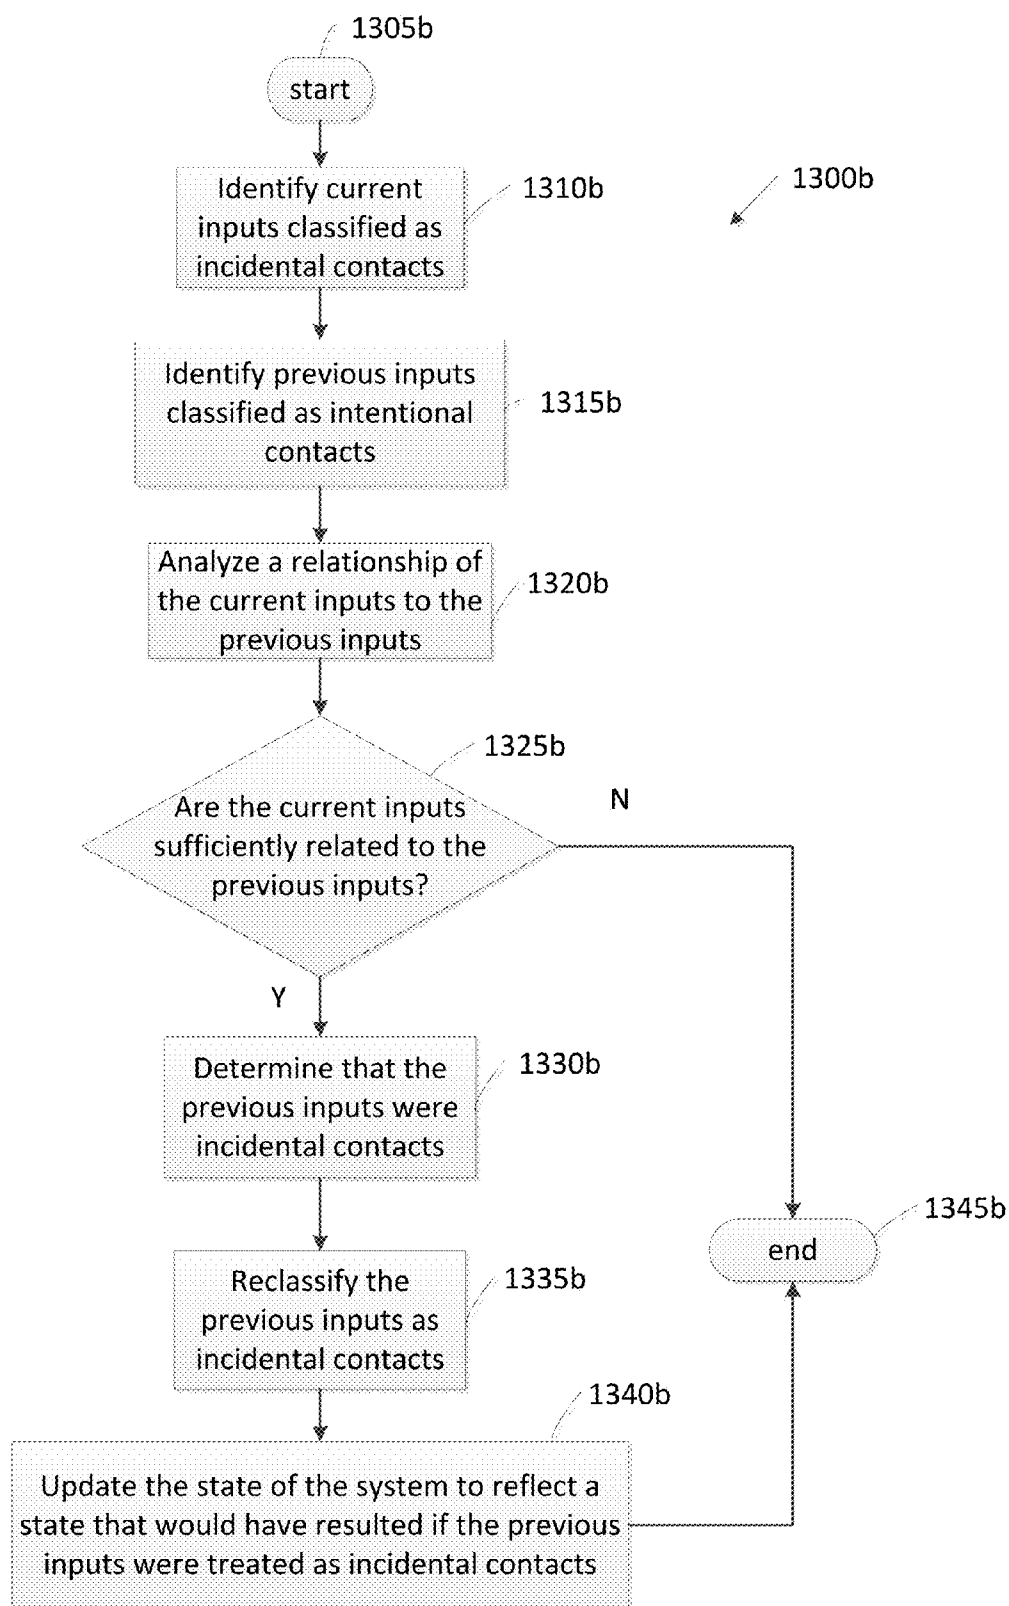 1305b
start
1300b
Identify current
inputs classified as
incidental contacts
1310b
Identify previous inputs
classified as intentional
contacts
1315b
Analyze a relationship of
the current inputs to the
previous inputs
1320b
1325b
Are the current inputs
sufficiently related to the
previous inputs?
N
Y
Determine that the
previous inputs were
incidental contacts
1330b
1345b
end
Reclassify the
previous inputs as
incidental contacts
1335b
1340b
Update the state of the system to reflect a
state that would have resulted if the previous
inputs were treated as incidental contacts